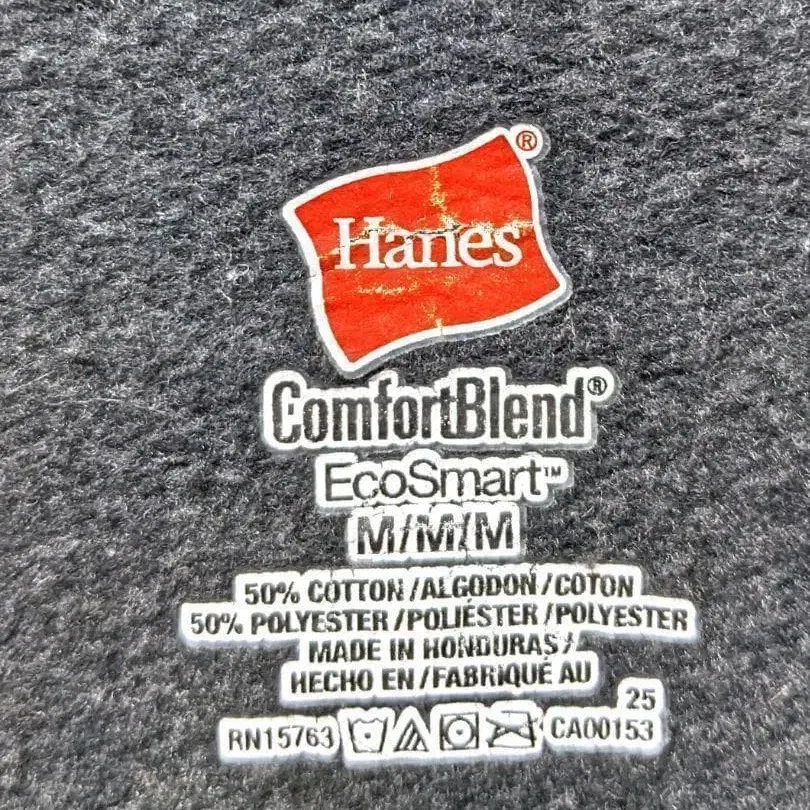 Hanes®
ComfortBlend®
EcoSmart™
M/M/M
50% COTTON/ALGODON/COTON
50% POLYESTER/POLIÉSTER/POLYESTER
MADE IN HONDURAS/
HECHO EN/FABRIQUÉ AU
25
RN15763 CA00153